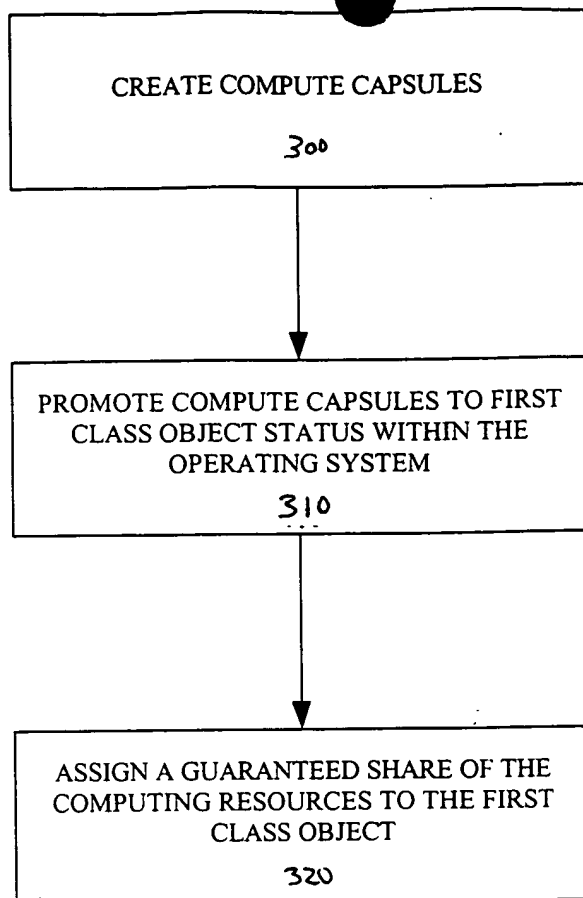 CREATE COMPUTE CAPSULES
300
PROMOTE COMPUTE CAPSULES TO FIRST
CLASS OBJECT STATUS WITHIN THE
OPERATING SYSTEM
310
ASSIGN A GUARANTEED SHARE OF THE
COMPUTING RESOURCES TO THE FIRST
CLASS OBJECT
320